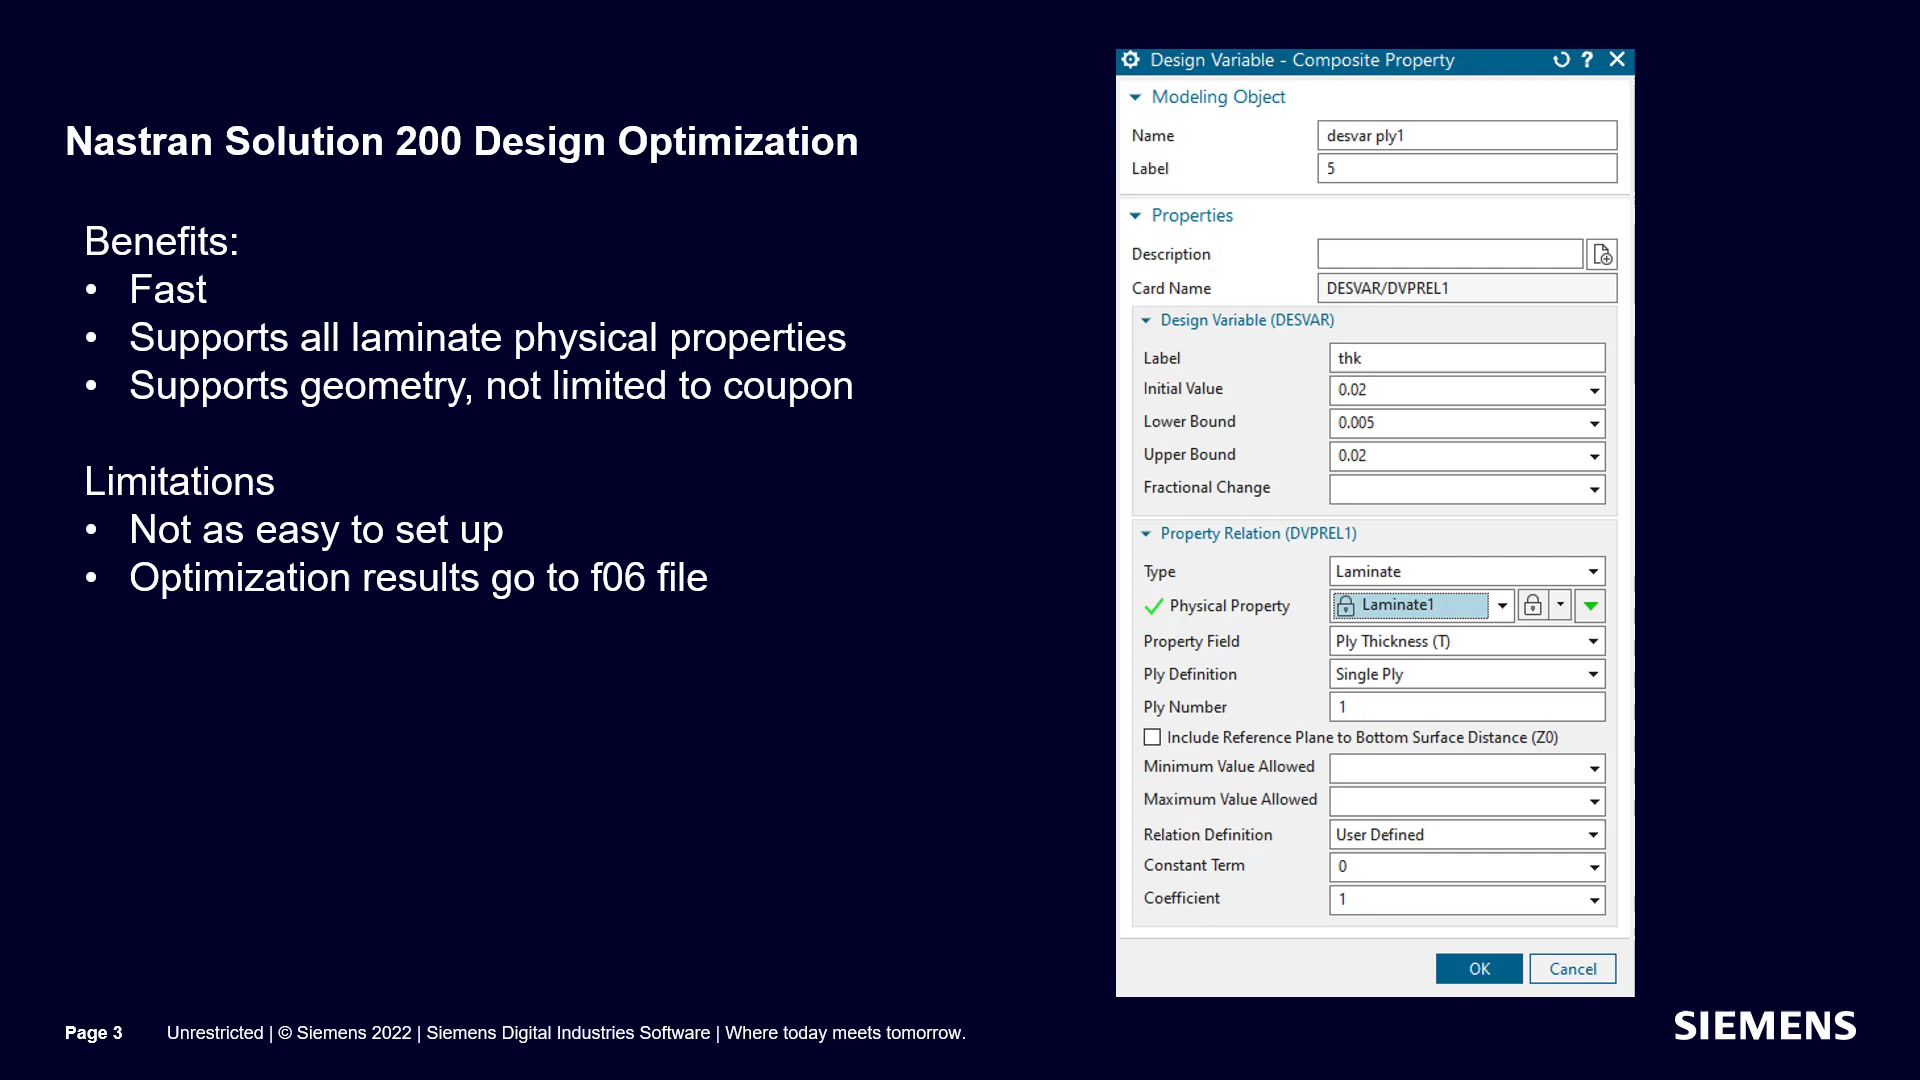 Nastran Solution 200 Design Optimization
Benefits:
• Fast
• Supports all laminate physical properties
• Supports geometry, not limited to coupon
Limitations
• Not as easy to set up
• Optimization results go to f06 file
Design Variable - Composite Property
Modeling Object
Name desvar ply1
Label 5
Properties
Description
Card Name DESVAR/DVPREL1
Design Variable (DESVAR)
Label thk
Initial Value 0.02
Lower Bound 0.005
Upper Bound 0.02
Fractional Change
Property Relation (DVPREL1)
Type Laminate
Physical Property Laminate1
Property Field Ply Thickness (T)
Ply Definition Single Ply
Ply Number 1
Include Reference Plane to Bottom Surface Distance (Z0)
Minimum Value Allowed
Maximum Value Allowed
Relation Definition User Defined
Constant Term 0
Coefficient 1
OK Cancel
Page 3 Unrestricted | © Siemens 2022 | Siemens Digital Industries Software | Where today meets tomorrow.
SIEMENS